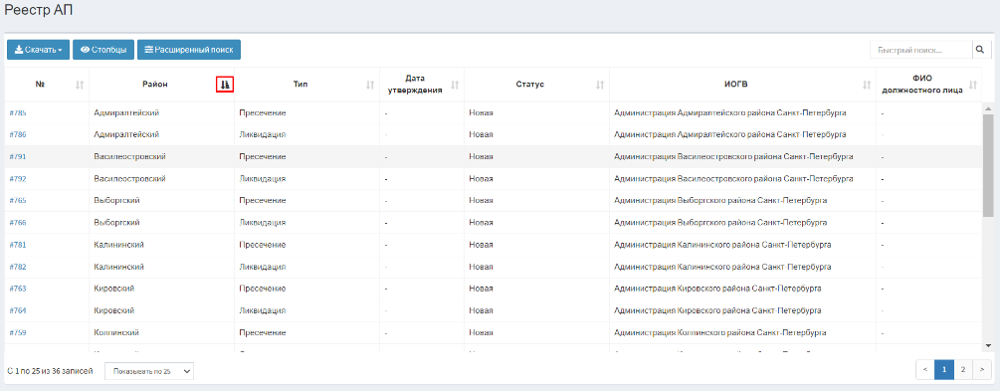 Реестр АП
Скачать Столбцы Расширенный поиск Быстрый поиск...
№ Район Тип Дата утверждения Статус ИОГВ ФИО должностного лица
#785 Адмиралтейский Пресечение - Новая Администрация Адмиралтейского района Санкт-Петербурга -
#786 Адмиралтейский Ликвидация - Новая Администрация Адмиралтейского района Санкт-Петербурга -
#791 Василеостровский Пресечение - Новая Администрация Василеостровского района Санкт-Петербурга -
#792 Василеостровский Ликвидация - Новая Администрация Василеостровского района Санкт-Петербурга -
#765 Выборгский Пресечение - Новая Администрация Выборгского района Санкт-Петербурга -
#766 Выборгский Ликвидация - Новая Администрация Выборгского района Санкт-Петербурга -
#781 Калининский Пресечение - Новая Администрация Калининского района Санкт-Петербурга -
#782 Калининский Ликвидация - Новая Администрация Калининского района Санкт-Петербурга -
#763 Кировский Пресечение - Новая Администрация Кировского района Санкт-Петербурга -
#764 Кировский Ликвидация - Новая Администрация Кировского района Санкт-Петербурга -
#759 Колпинский Пресечение - Новая Администрация Колпинского района Санкт-Петербурга -
С 1 по 25 из 36 записей Показывать по 25 < 1 2 >